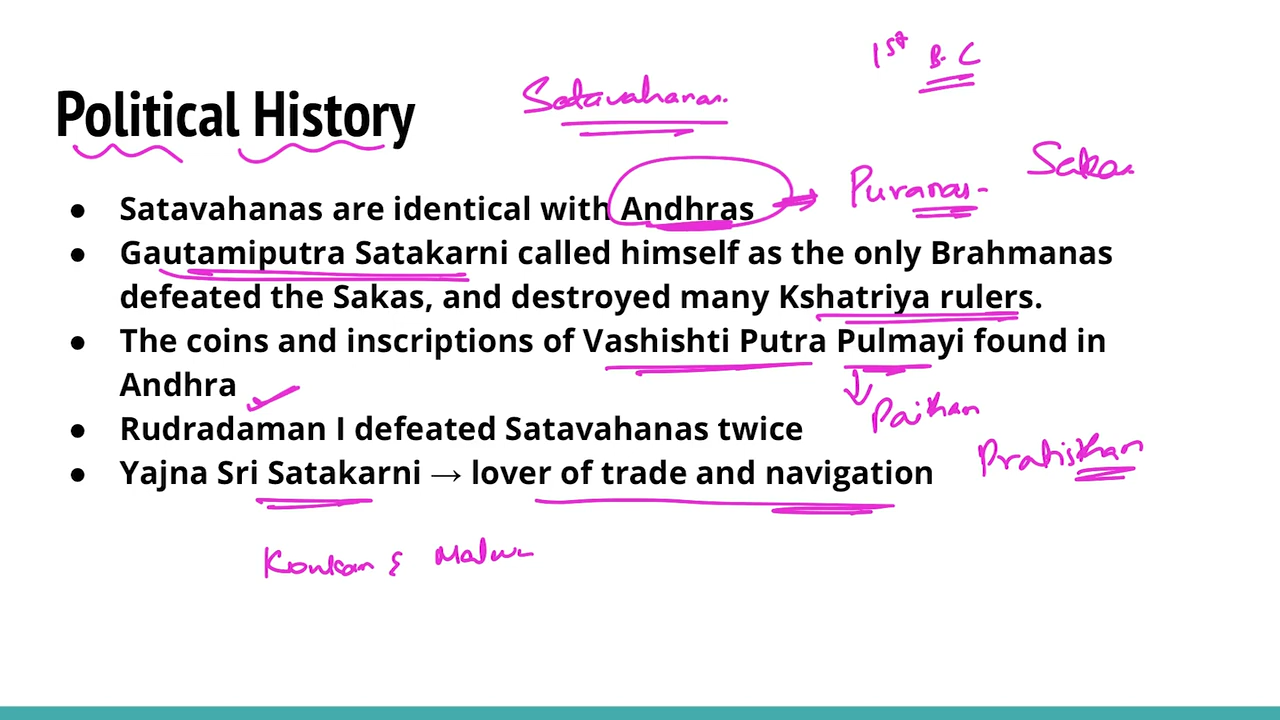 1st B.C
Satavahanas.
Political History
Sakas.
Puranas-
● Satavahanas are identical with Andhras
● Gautamiputra Satakarni called himself as the only Brahmanas
defeated the Sakas, and destroyed many Kshatriya rulers.
● The coins and inscriptions of Vashishti Putra Pulmayi found in
Andhra
Paithan
● Rudradaman I defeated Satavahanas twice
Pratisthan
● Yajna Sri Satakarni → lover of trade and navigation
Konkan & Malwa